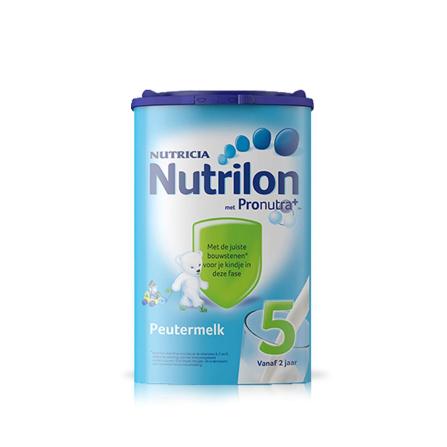 NUTRICIA
Nutrilon
met Pronutra+™
Met de juiste
bouwstenen*
voor je kindje in
deze fase
Peutermelk
5
Vanaf 2 jaar